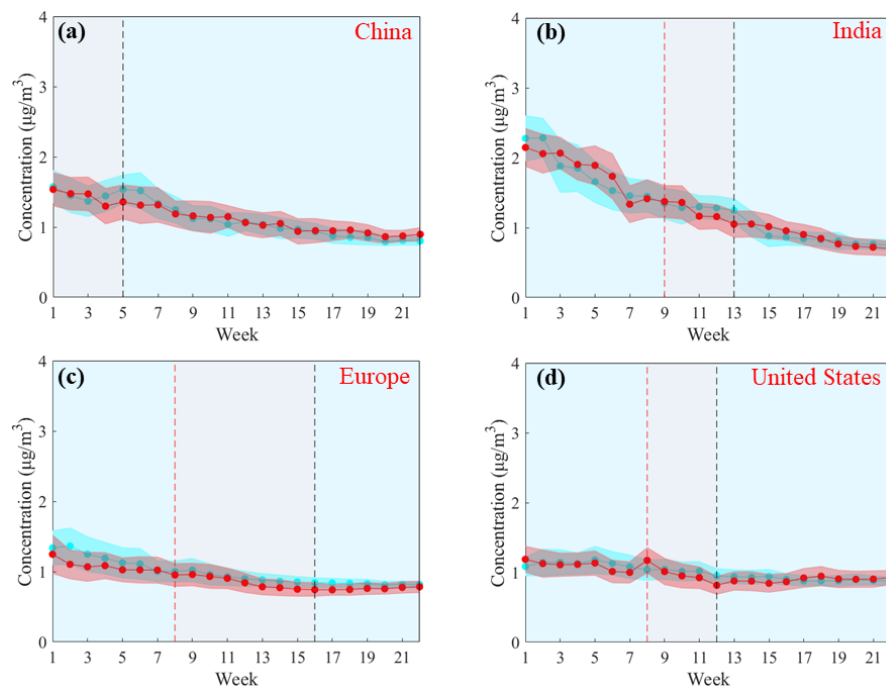 (a) China
Concentration (μg/m³)
4
3
2
1
0
1 3 5 7 9 11 13 15 17 19 21
Week
(b) India
Concentration (μg/m³)
4
3
2
1
0
1 3 5 7 9 11 13 15 17 19 21
Week
(c) Europe
Concentration (μg/m³)
4
3
2
1
0
1 3 5 7 9 11 13 15 17 19 21
Week
(d) United States
Concentration (μg/m³)
4
3
2
1
0
1 3 5 7 9 11 13 15 17 19 21
Week